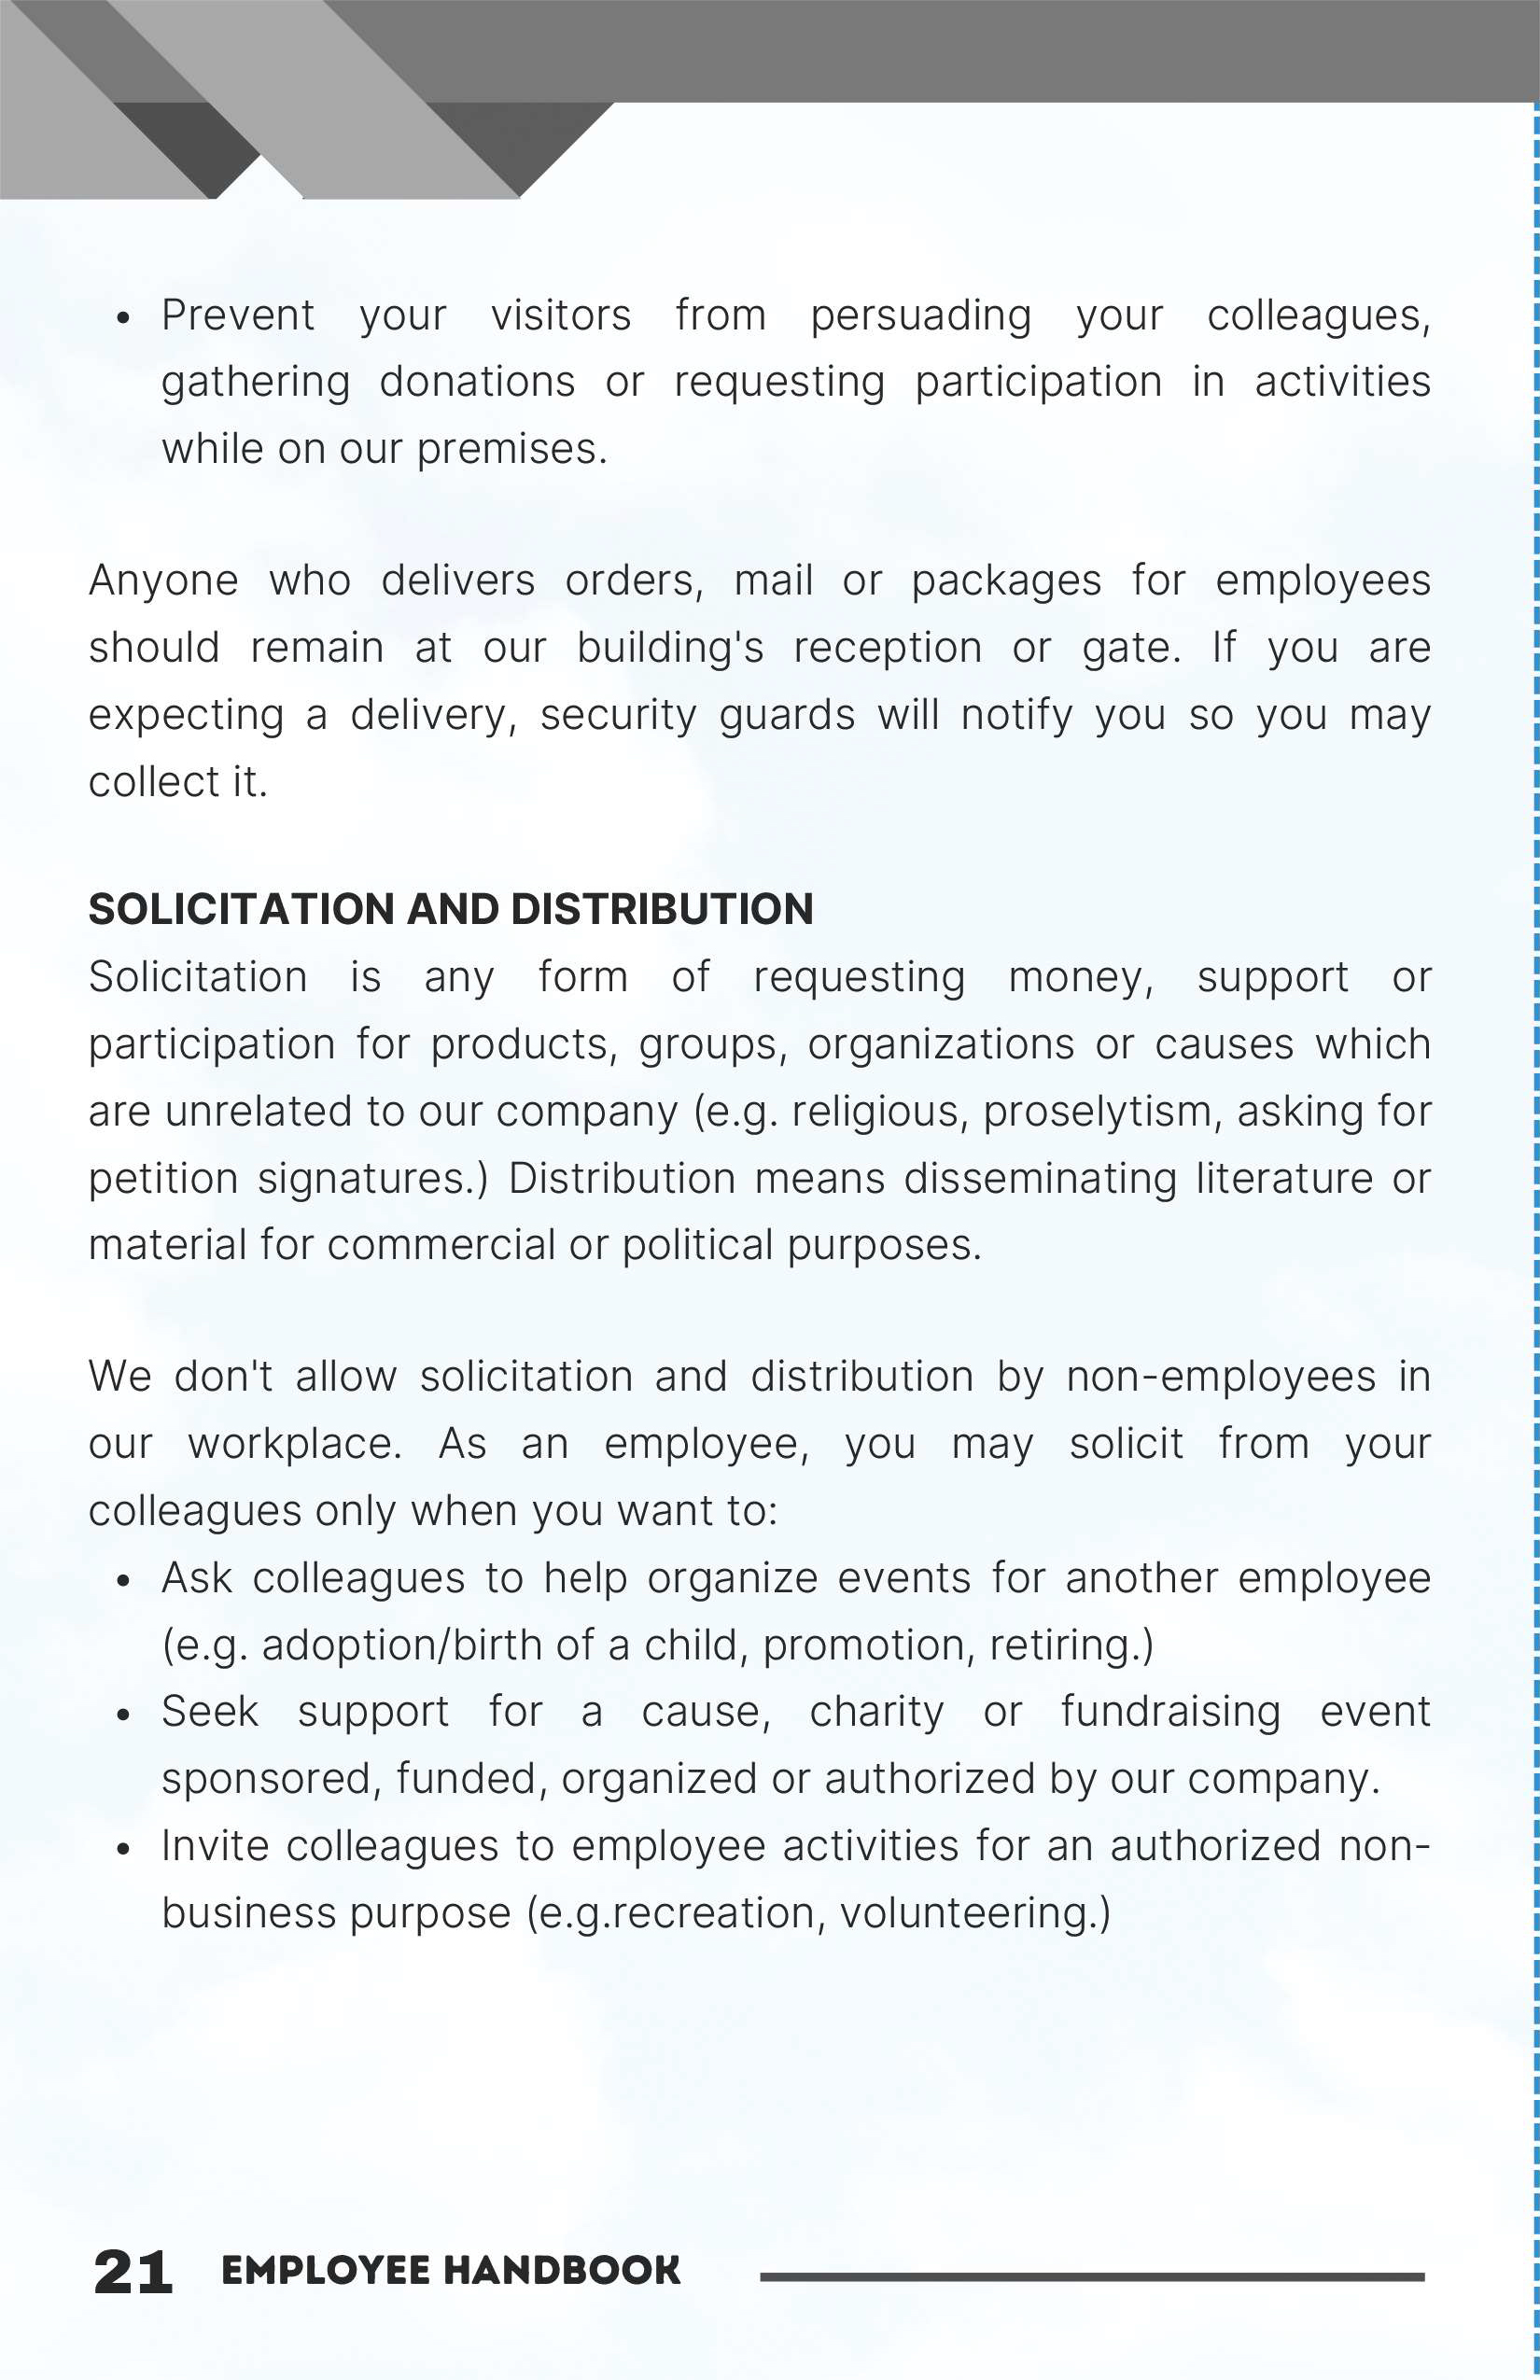 • Prevent your visitors from persuading your colleagues,
gathering donations or requesting participation in activities
while on our premises.
Anyone who delivers orders, mail or packages for employees
should remain at our building's reception or gate. If you are
expecting a delivery, security guards will notify you so you may
collect it.
SOLICITATION AND DISTRIBUTION
Solicitation is any form of requesting money, support or
participation for products, groups, organizations or causes which
are unrelated to our company (e.g. religious, proselytism, asking for
petition signatures.) Distribution means disseminating literature or
material for commercial or political purposes.
We don't allow solicitation and distribution by non-employees in
our workplace. As an employee, you may solicit from your
colleagues only when you want to:
• Ask colleagues to help organize events for another employee
(e.g. adoption/birth of a child, promotion, retiring.)
• Seek support for a cause, charity or fundraising event
sponsored, funded, organized or authorized by our company.
• Invite colleagues to employee activities for an authorized non-
business purpose (e.g.recreation, volunteering.)
21 EMPLOYEE HANDBOOK